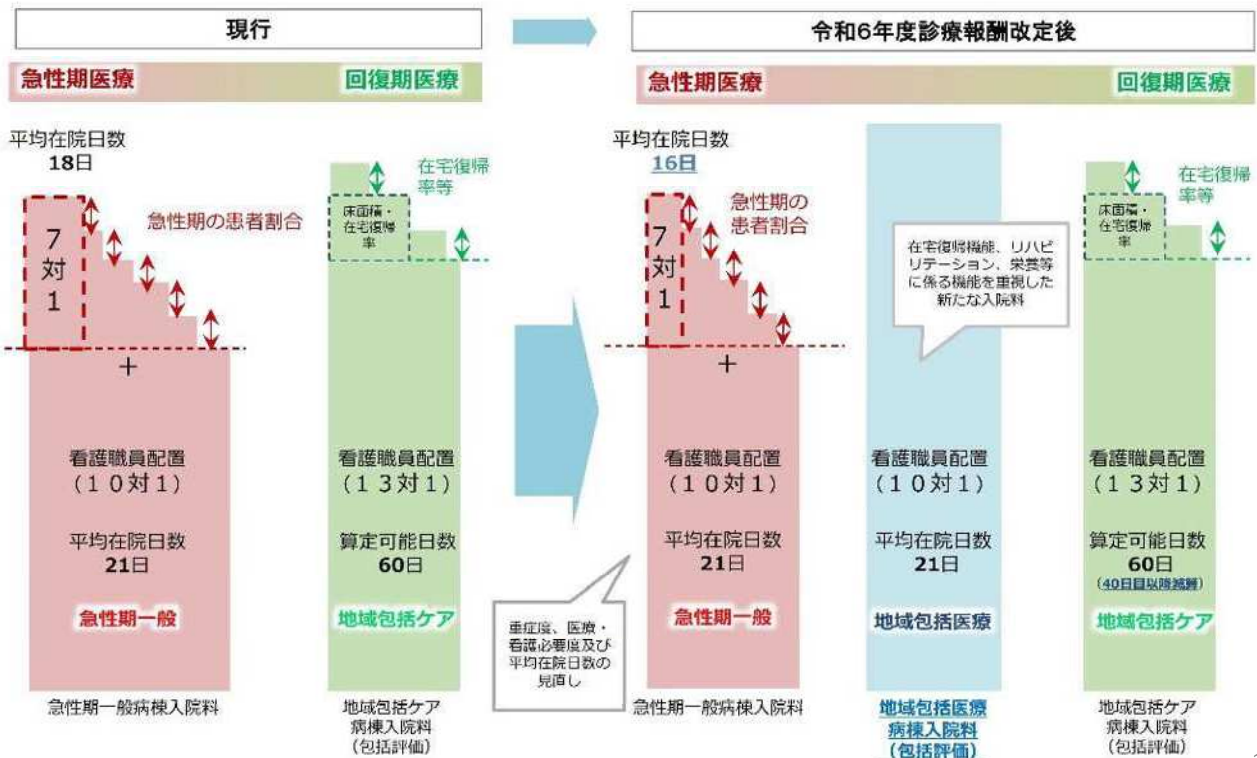 現行
令和6年度診療報酬改定後
急性期医療
回復期医療
平均在院日数
18日
7
対
1
急性期の患者割合
+
看護職員配置
（10対1）
平均在院日数
21日
急性期一般
急性期一般病棟入院料
在宅復帰
率等
床面積・
在宅復帰
率
看護職員配置
（13対1）
算定可能日数
60日
地域包括ケア
地域包括ケア
病棟入院料
（包括評価）
重症度、医療・
看護必要度及び
平均在院日数の
見直し
急性期医療
回復期医療
平均在院日数
16日
7
対
1
急性期の
患者割合
+
看護職員配置
（10対1）
平均在院日数
21日
急性期一般
急性期一般病棟入院料
在宅復帰機能、リハビ
リテーション、栄養等
に係る機能を重視した
新たな入院料
看護職員配置
（10対1）
平均在院日数
21日
地域包括医療
地域包括医療
病棟入院料
（包括評価）
在宅復帰
率等
床面積・
在宅復帰
率
看護職員配置
（13対1）
算定可能日数
60日
（40日目以降減算）
地域包括ケア
地域包括ケア
病棟入院料
（包括評価）